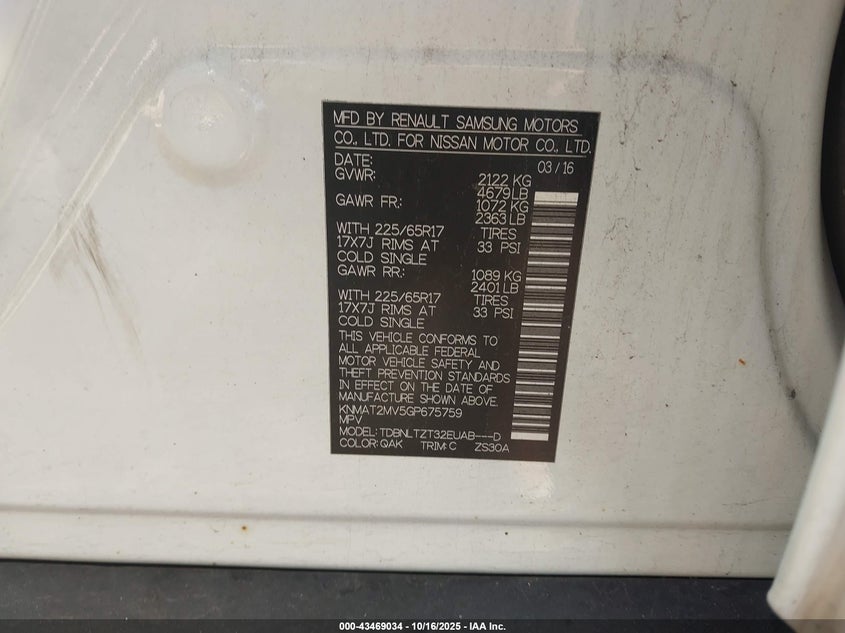 MFD BY RENAULT SAMSUNG MOTORS
CO., LTD. FOR NISSAN MOTOR CO., LTD.
DATE: 03/16
GVWR: 2122 KG
4679 LB
GAWR FR.: 1072 KG
2363 LB
WITH 225/65R17 TIRES
17X7J RIMS AT 33 PSI
COLD SINGLE
GAWR RR.: 1089 KG
2401 LB
WITH 225/65R17 TIRES
17X7J RIMS AT 33 PSI
COLD SINGLE
THIS VEHICLE CONFORMS TO
ALL APPLICABLE FEDERAL
MOTOR VEHICLE SAFETY AND
THEFT PREVENTION STANDARDS
IN EFFECT ON THE DATE OF
MANUFACTURE SHOWN ABOVE.
KNMAT2MV5GP675759
MPV
MODEL: TDBNLTZT32EUAB---D
COLOR: QAK TRIM: C ZS30A
000-43469034 / 10/16/2025 - IAA Inc.